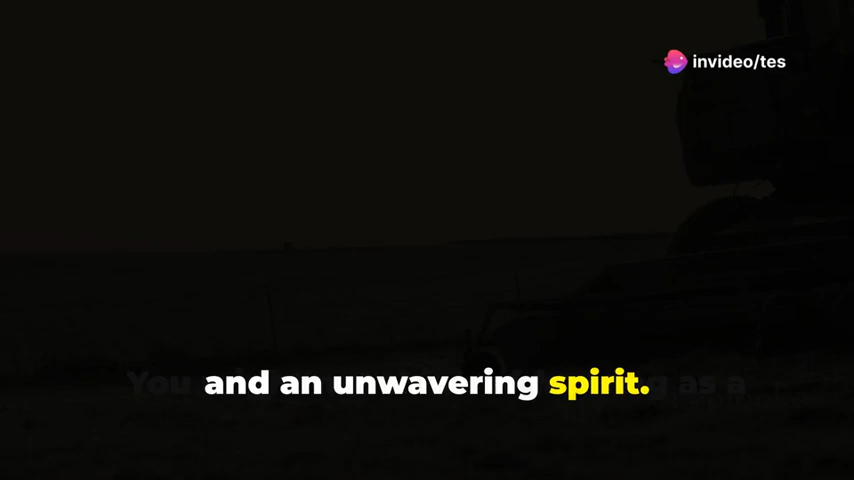 invideo/tes
and an unwavering spirit.